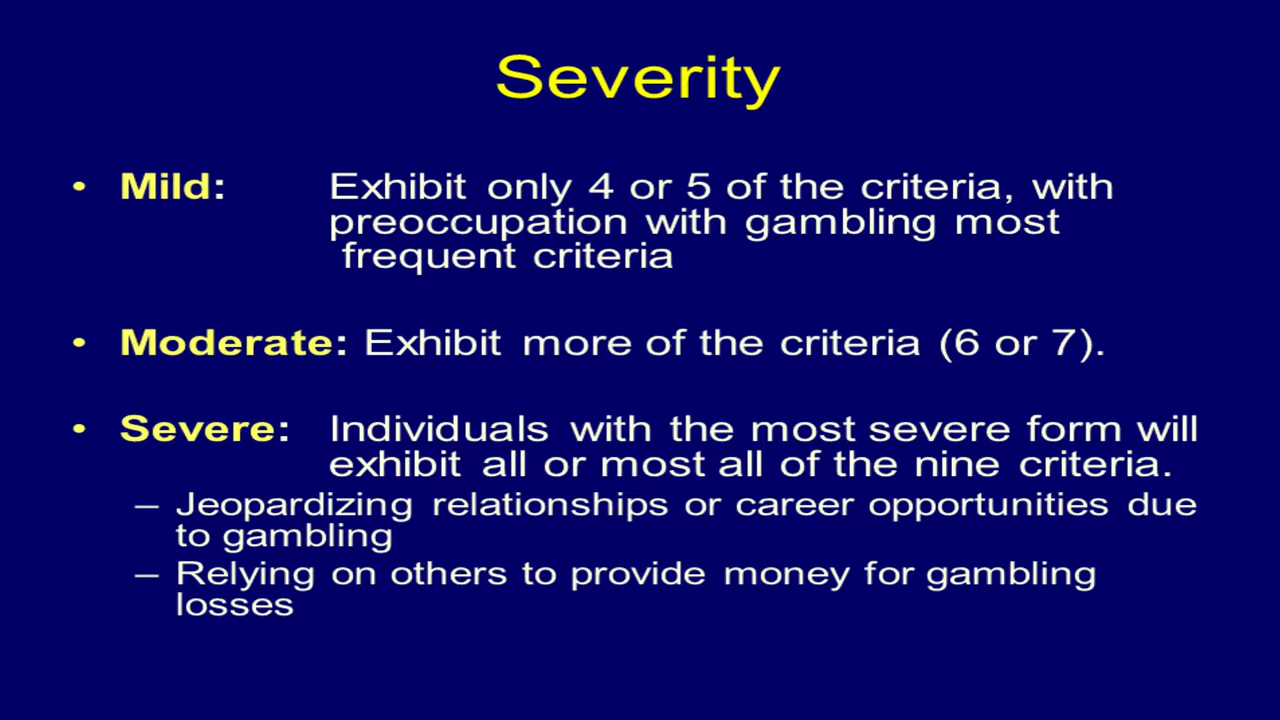 Severity
• Mild: Exhibit only 4 or 5 of the criteria, with
preoccupation with gambling most
frequent criteria
• Moderate: Exhibit more of the criteria (6 or 7).
• Severe: Individuals with the most severe form will
exhibit all or most all of the nine criteria.
– Jeopardizing relationships or career opportunities due
to gambling
– Relying on others to provide money for gambling
losses